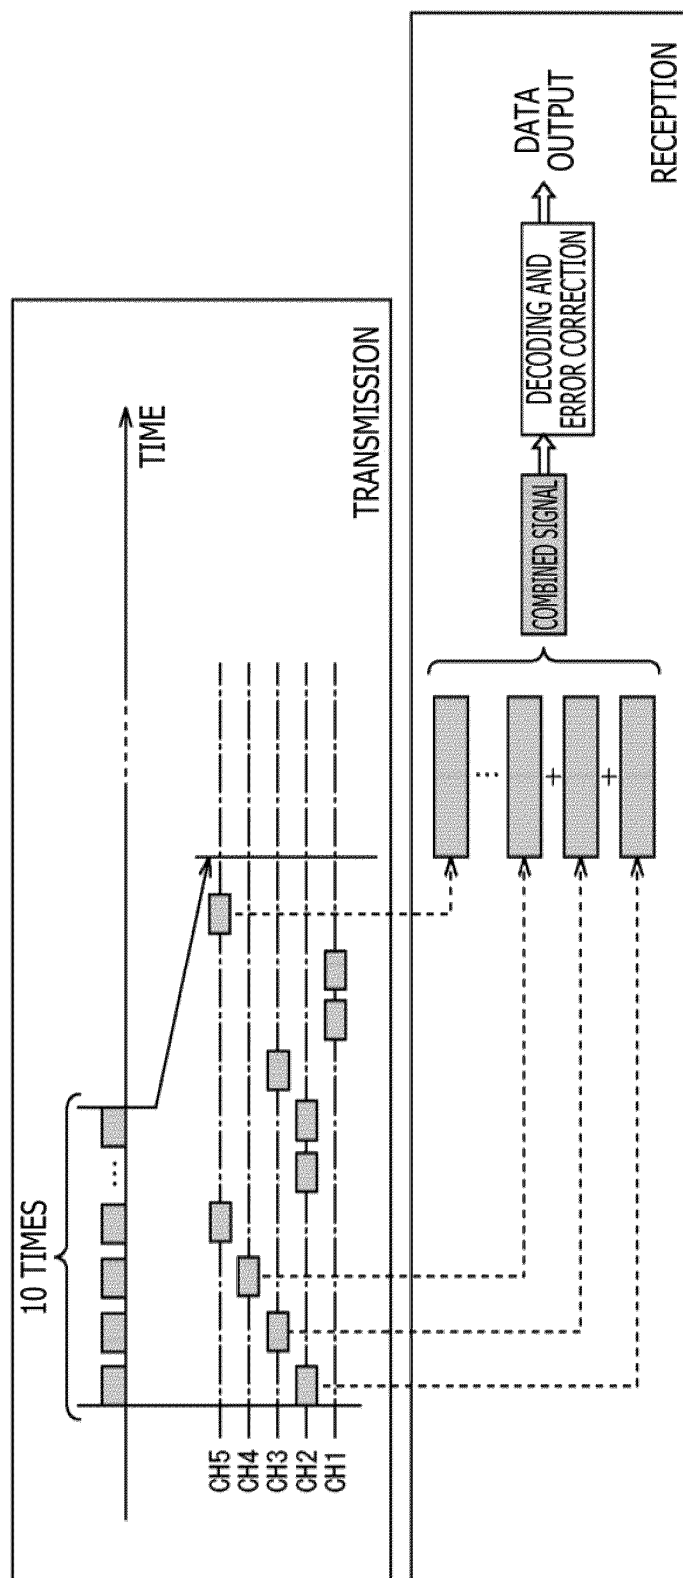 10 TIMES
...
TIME
CH5
CH4
CH3
CH2
CH1
TRANSMISSION
...
+
+
COMBINED SIGNAL
DECODING AND
ERROR CORRECTION
DATA
OUTPUT
RECEPTION